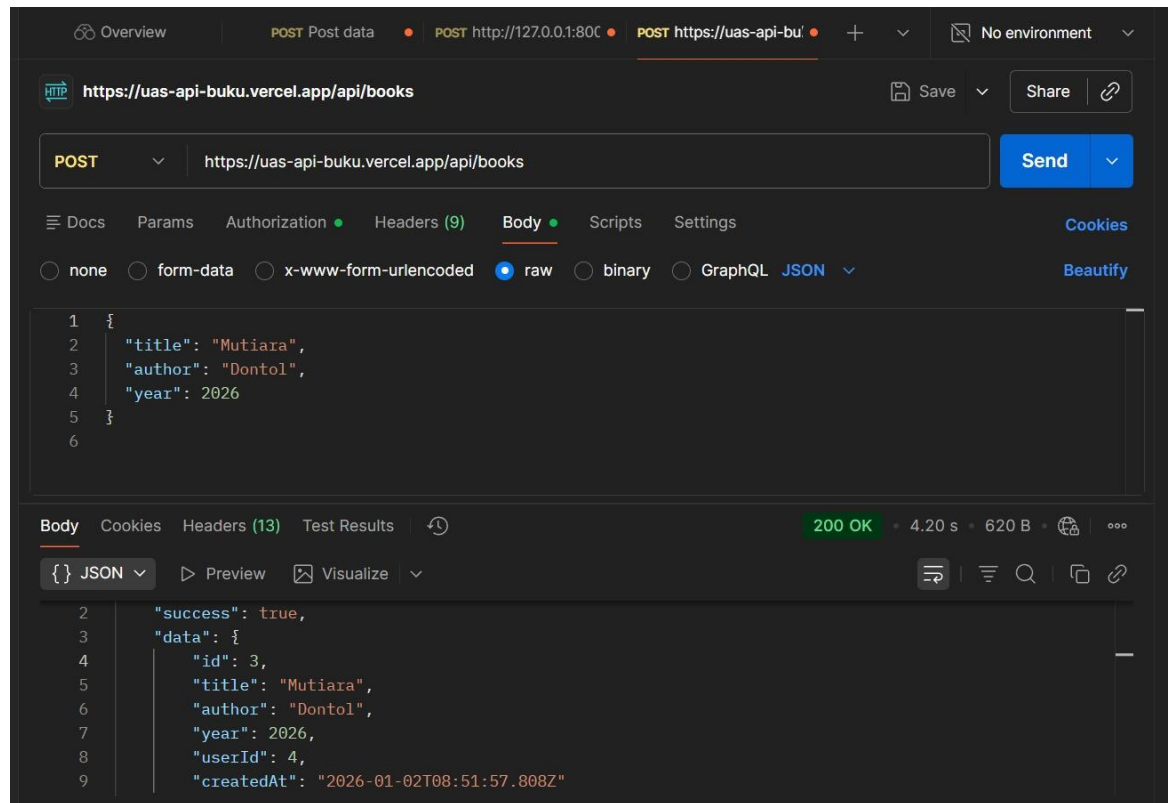 Overview POST Post data POST http://127.0.0.1:800 POST https://uas-api-bu No environment
HTTP https://uas-api-buku.vercel.app/api/books Save Share
POST https://uas-api-buku.vercel.app/api/books Send
Docs Params Authorization Headers (9) Body Scripts Settings Cookies
none form-data x-www-form-urlencoded raw binary GraphQL JSON Beautify
1 {
2 "title": "Mutiara",
3 "author": "Dontol",
4 "year": 2026
5 }
6
Body Cookies Headers (13) Test Results 200 OK • 4.20 s • 620 B • ooo
{} JSON Preview Visualize
2 "success": true,
3 "data": {
4 "id": 3,
5 "title": "Mutiara",
6 "author": "Dontol",
7 "year": 2026,
8 "userId": 4,
9 "createdAt": "2026-01-02T08:51:57.808Z"